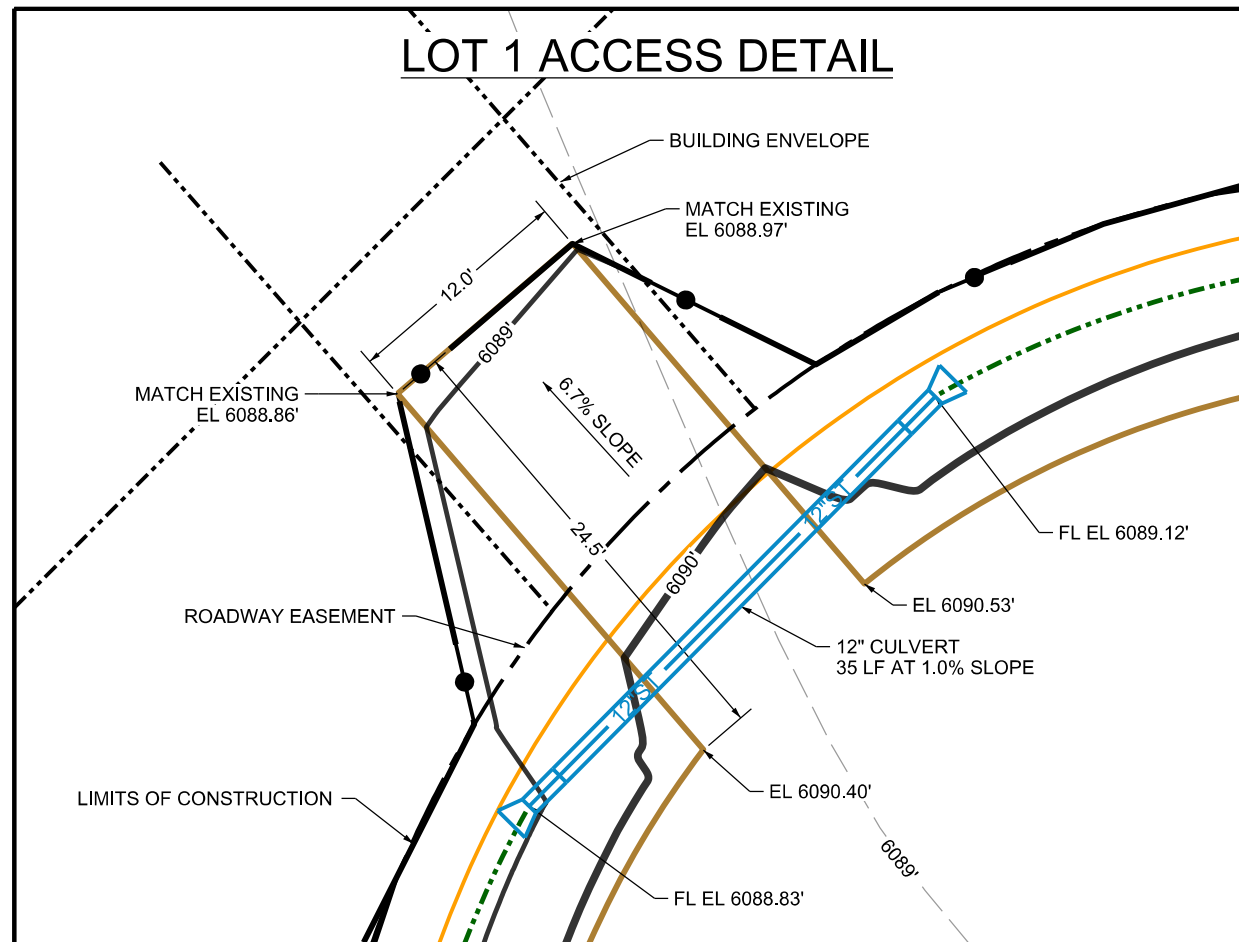 LOT 1 ACCESS DETAIL
BUILDING ENVELOPE
MATCH EXISTING
EL 6088.97'
12.0'
6089'
MATCH EXISTING
EL 6088.86'
6.7% SLOPE
12"ST
24.5'
FL EL 6089.12'
6090'
EL 6090.53'
ROADWAY EASEMENT
12" CULVERT
35 LF AT 1.0% SLOPE
12"ST
EL 6090.40'
LIMITS OF CONSTRUCTION
6089'
FL EL 6088.83'